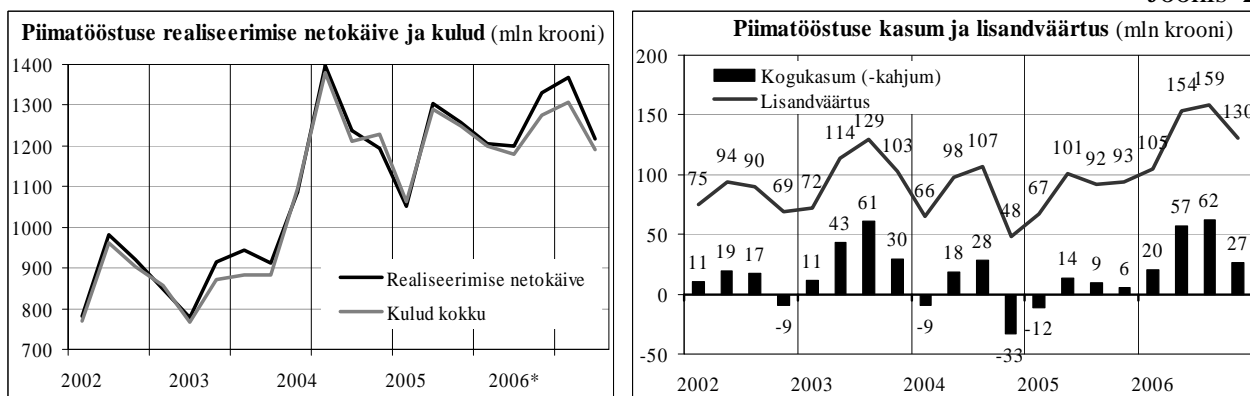 Joonis 2
Piimatööstuse realiseerimise netokäive ja kulud (mln krooni)
1400
1300
1200
1100
1000
900
800
700
Realiseerimise netokäive
Kulud kokku
2002 2003 2004 2005 2006*
Piimatööstuse kasum ja lisandväärtus (mln krooni)
200
150
100
50
0
-50
Kogukasum (-kahjum)
Lisandväärtus
75 94 90 69 72 114 129 103 66 98 107 48 67 101 92 93 105 154 159 130
11 19 17 -9 11 43 61 30 -9 18 28 -33 -12 14 9 6 20 57 62 27
2002 2003 2004 2005 2006